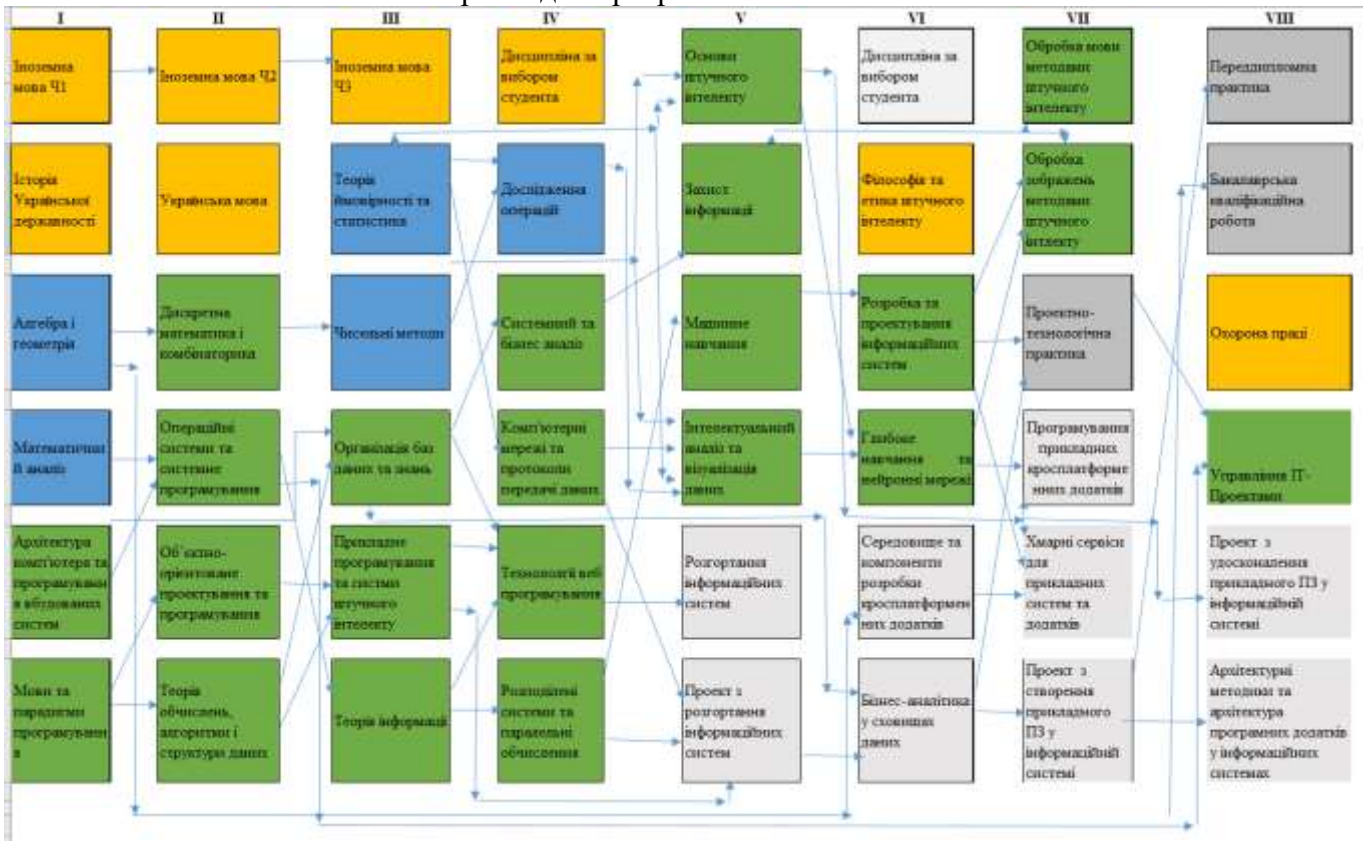 I II III IV V VI VII VIII
Іноземна
мова Ч1
Іноземна мова Ч2
Іноземна мова
Ч3
Дисципліна за
вибором
студента
Основи
штучного
інтелекту
Дисципліна за
вибором
студента
Обробка мови
методами
штучного
інтелекту
Переддипломна
практика
Історія
Української
державності
Українська мова
Теорія
ймовірності та
статистика
Дослідження
операцій
Захист
інформації
Філософія та
етика штучного
інтелекту
Обробка
зображень
методами
штучного
інтлекту
Бакалаврська
кваліфікаційна
робота
Алгебра і
геометрія
Дискретна
математика і
комбінаторика
Чисельні методи
Системний та
бізнес аналіз
Машинне
навчання
Розробка та
проектування
інформаційних
систем
Проектно-
технологічна
практика
Охорона праці
Математични
й аналіз
Операційні
системи та
системне
програмування
Організація баз
даних та знань
Комп'ютерні
мережі та
протоколи
передачі даних
Інтелектуальний
аналіз та
візуалізація
даних
Глибоке
навчання та
нейронні мережі
Програмування
прикладних
кросплатформе
нних додатків
Управління ІТ-
Проектами
Архітектура
комп'ютера та
програмуванн
я вбудованих
систем
Об'єктно-
орієнтоване
проектування та
програмування
Прикладне
програмування
та систми
штучного
інтелекту
Технології веб
програмування
Розгортання
інформаційних
систем
Середовище та
компоненти
розробки
кросплатформен
них додатків
Хмарні сервіси
для
прикладних
систем та
додатків
Проект з
удосконалення
прикладного ПЗ у
інформаційній
системі
Мови та
парадигми
програмуванн
я
Теорія
обчислень,
алгоритми і
структури даних
Теорія інформації
Розподілені
системи та
паралельні
обчислення
Проект з
розгортання
інформаційних
систем
Бізнес-аналітика
у сховищах
даних
Проект з
створення
прикладного
ПЗ у
інформаційній
системі
Архітектурні
методики та
архітектура
програмних додатків
у інформаційних
системах